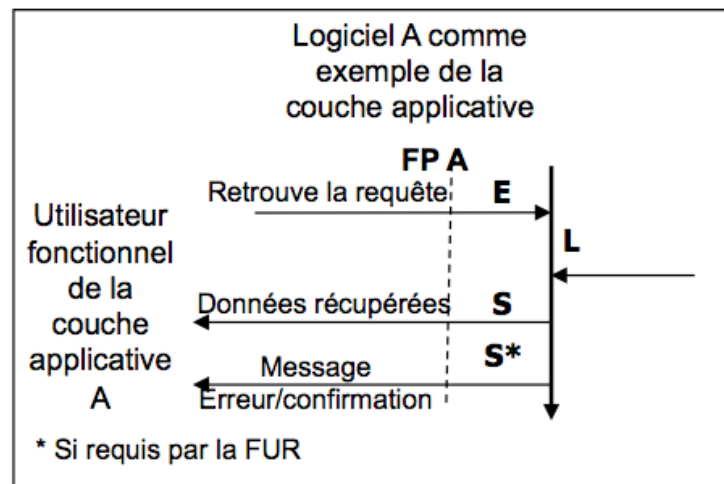 Logiciel A comme
exemple de la
couche applicative
FP A
Retrouve la requête
E
Utilisateur
fonctionnel
de la
couche
applicative
A
L
Données récupérées
S
S*
Message
Erreur/confirmation
* Si requis par la FUR